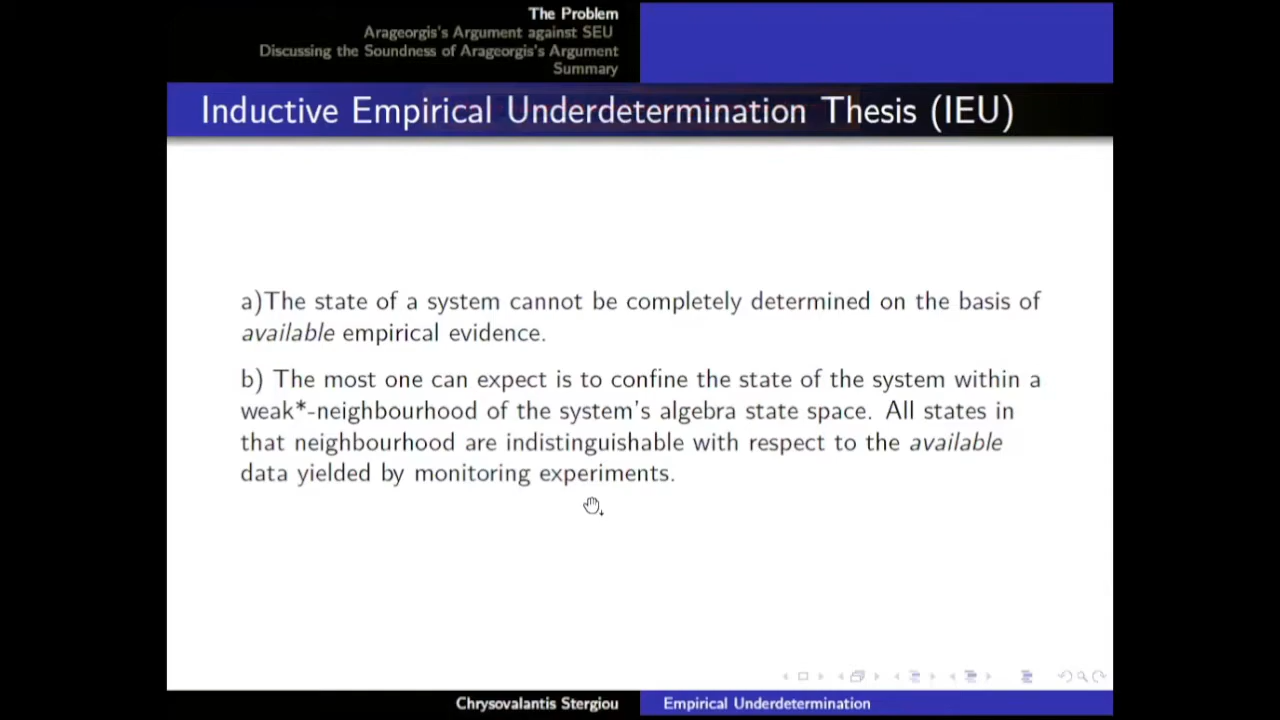 The Problem
Arageorgis's Argument against SEU
Discussing the Soundness of Arageorgis's Argument
Summary
Inductive Empirical Underdetermination Thesis (IEU)
a)The state of a system cannot be completely determined on the basis of
available empirical evidence.
b) The most one can expect is to confine the state of the system within a
weak*-neighbourhood of the system's algebra state space. All states in
that neighbourhood are indistinguishable with respect to the available
data yielded by monitoring experiments.
Chrysovalantis Stergiou
Empirical Underdetermination